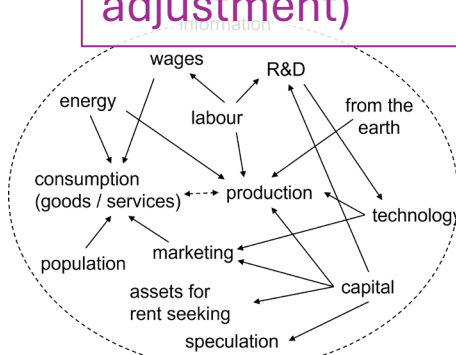 adjustment)
information
wages
R&D
energy
labour
from the
earth
consumption
(goods / services)
production
technology
marketing
population
assets for
rent seeking
capital
speculation